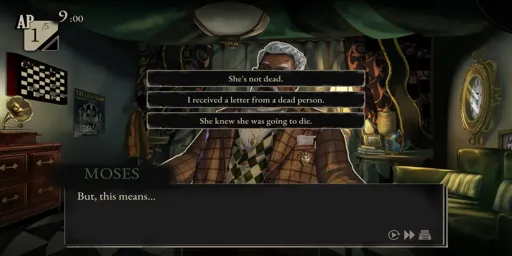 AP
1/5
9:00
She's not dead.
I received a letter from a dead person.
She knew she was going to die.
MOSES
But, this means...